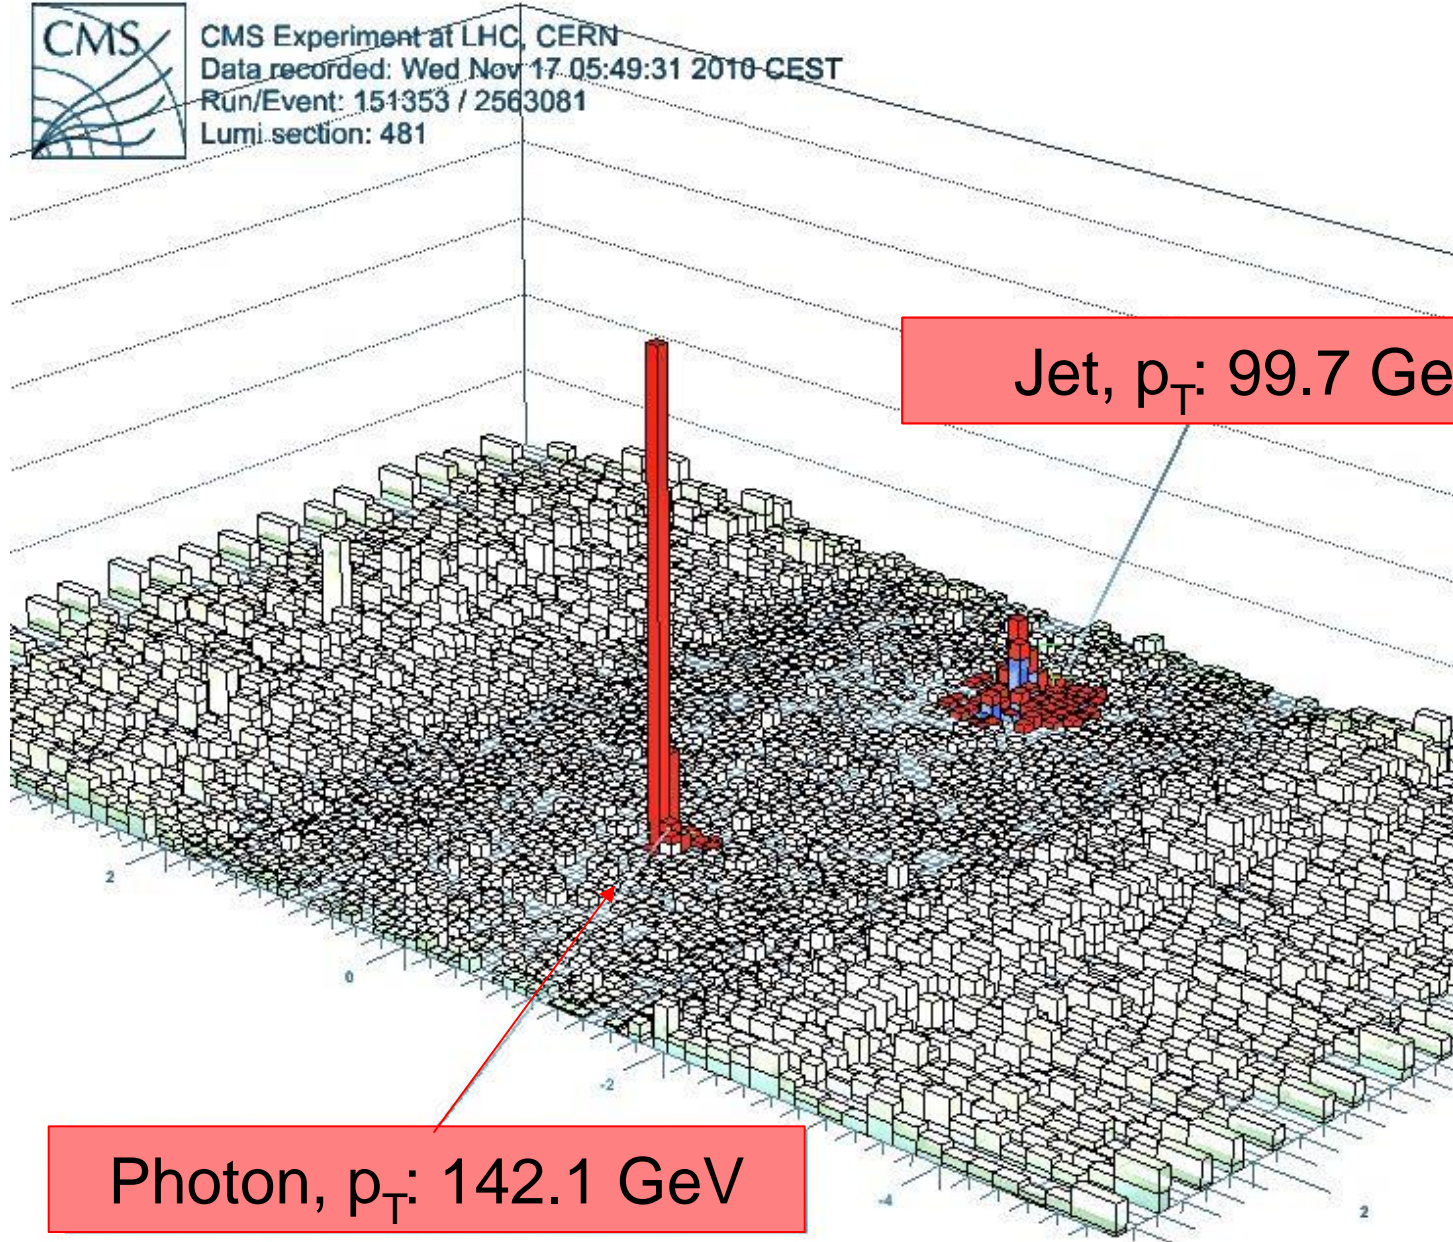 CMS
CMS Experiment at LHC, CERN
Data recorded: Wed Nov 17 05:49:31 2010 CEST
Run/Event: 151353 / 2563081
Lumi section: 481
Jet, pT: 99.7 Ge
2
0
-2
-4
2
Photon, pT: 142.1 GeV